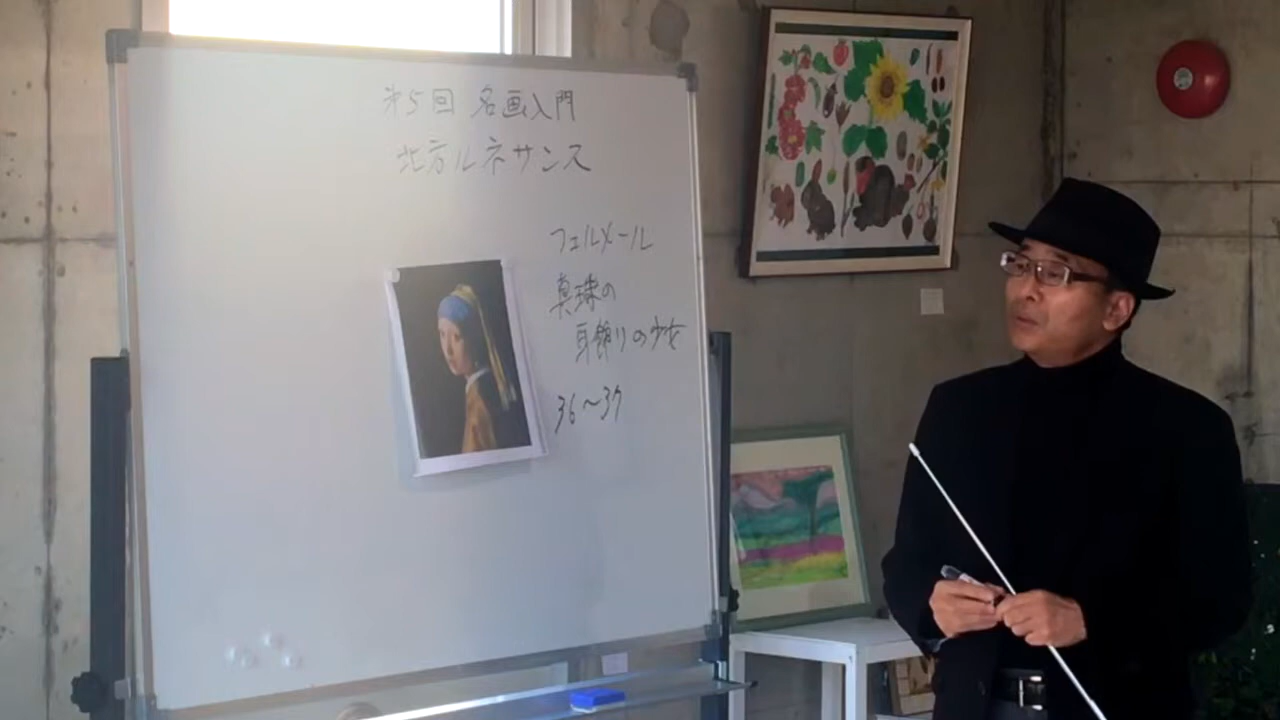 第5回 名画入門
北方ルネサンス
フェルメール
真珠の
耳飾りの少女
36〜37